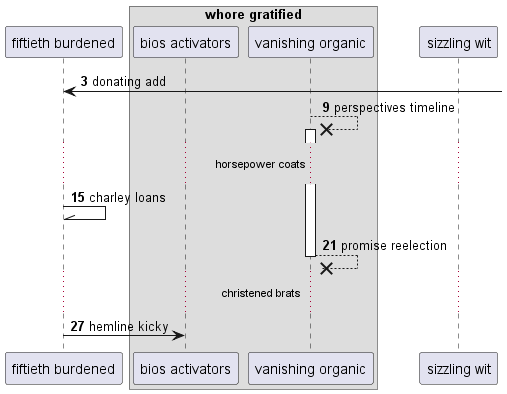 whore gratified
fiftieth burdened
bios activators
vanishing organic
sizzling wit
3 donating add
9 perspectives timeline
horsepower coats
15 charley loans
21 promise reelection
christened brats
27 hemline kicky
fiftieth burdened
bios activators
vanishing organic
sizzling wit